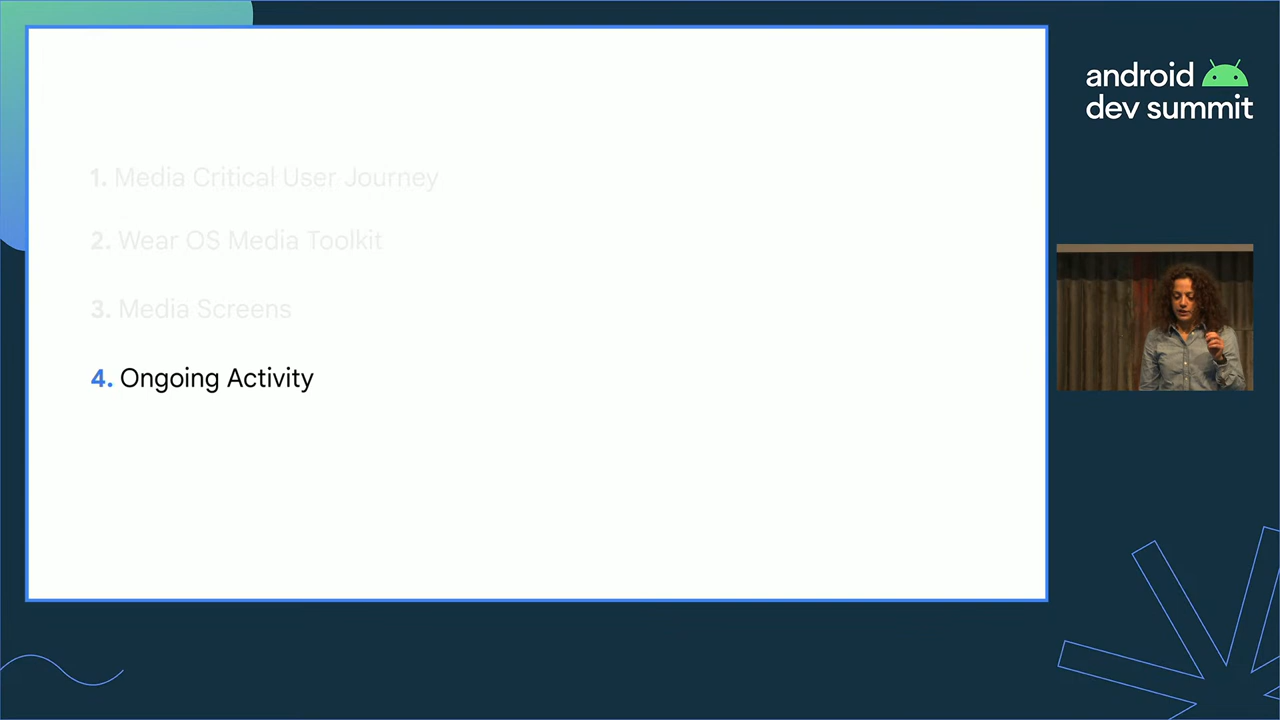 android
dev summit
1. Media Critical User Journey
2. Wear OS Media Toolkit
3. Media Screens
4. Ongoing Activity